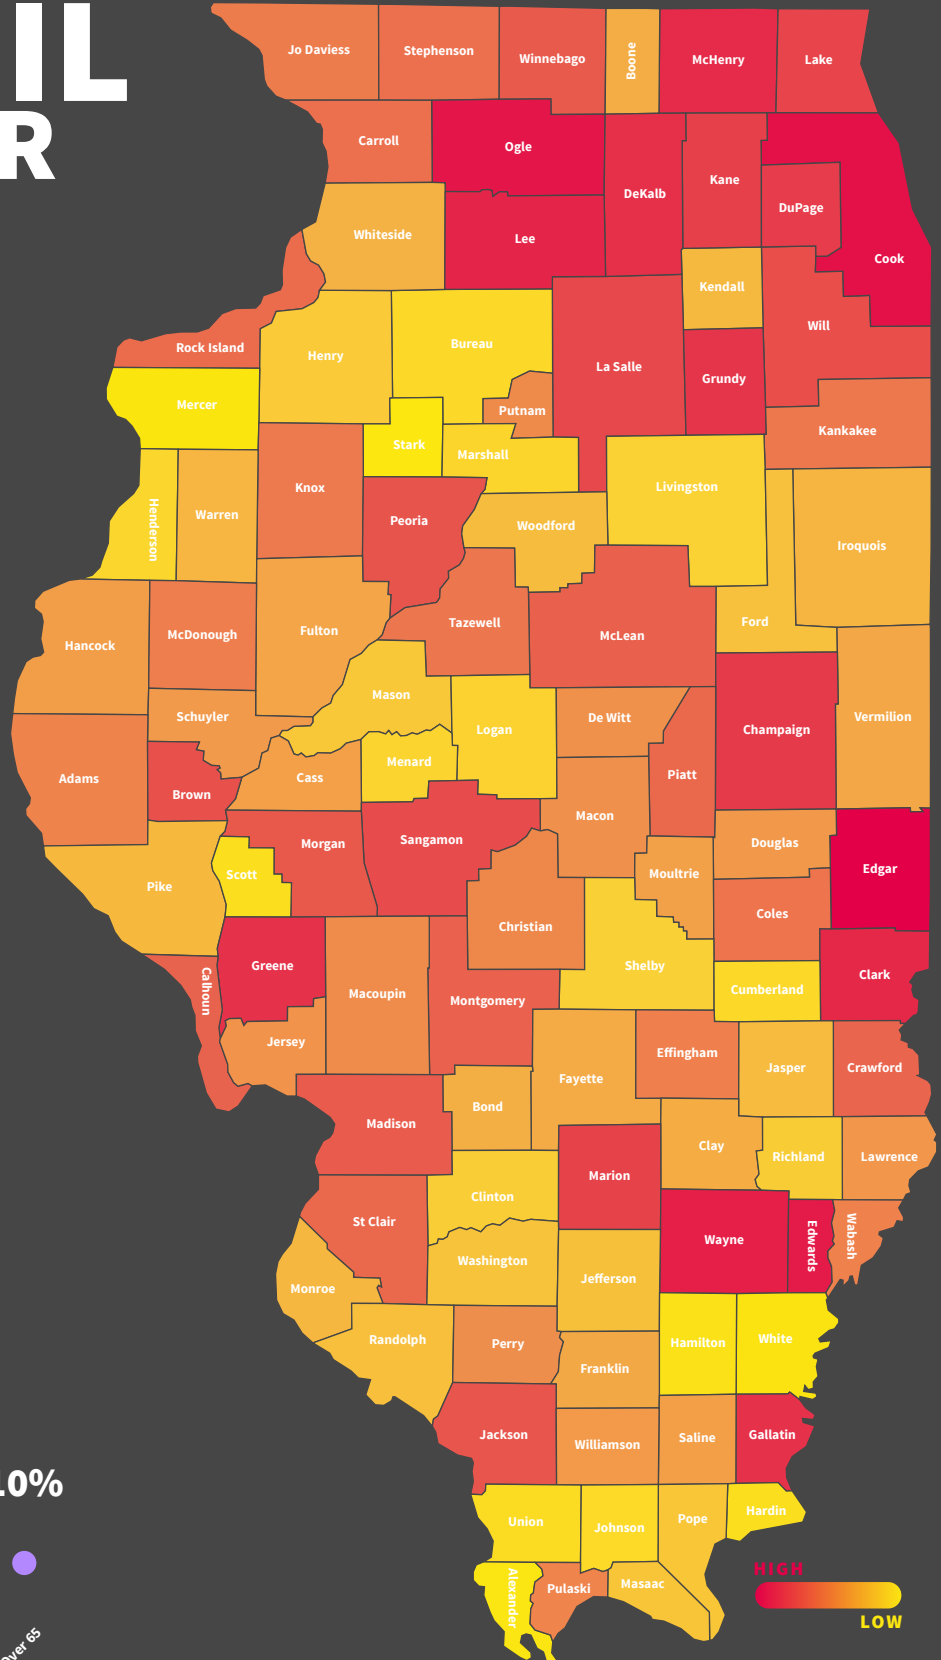 IL
R
Jo Daviess
Stephenson
Winnebago
Boone
McHenry
Lake
Carroll
Ogle
DeKalb
Kane
DuPage
Cook
Whiteside
Lee
Kendall
Will
Rock Island
Henry
Bureau
La Salle
Grundy
Mercer
Putnam
Kankakee
Stark
Marshall
Henderson
Warren
Knox
Peoria
Woodford
Livingston
Iroquois
Hancock
McDonough
Fulton
Tazewell
McLean
Ford
Mason
Schuyler
Logan
De Witt
Champaign
Vermilion
Adams
Brown
Cass
Menard
Piatt
Macon
Morgan
Sangamon
Douglas
Edgar
Pike
Scott
Moultrie
Christian
Coles
Shelby
Greene
Calhoun
Macoupin
Montgomery
Cumberland
Clark
Jersey
Fayette
Effingham
Jasper
Crawford
Madison
Bond
Clay
Richland
Lawrence
Marion
Clinton
St Clair
Wayne
Edwards
Wabash
Washington
Monroe
Jefferson
Randolph
Perry
Franklin
Hamilton
White
Jackson
Williamson
Saline
Gallatin
10%
Union
Johnson
Pope
Hardin
Alexander
Pulaski
Masaac
HIGH
LOW
Over 65